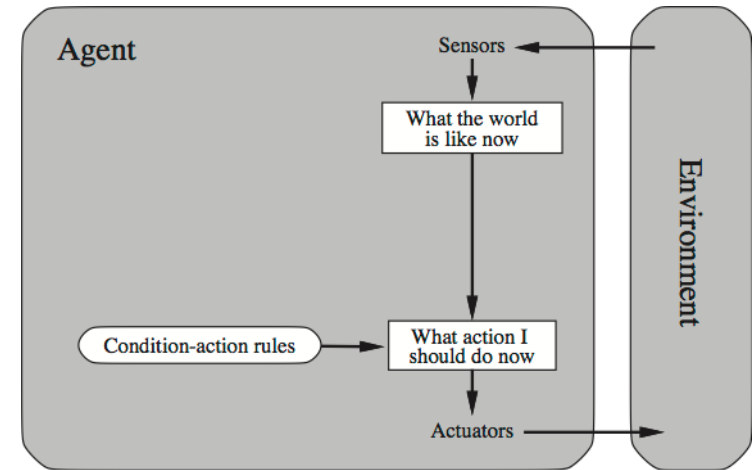 Agent
Sensors
What the world
is like now
Environment
Condition-action rules
What action I
should do now
Actuators